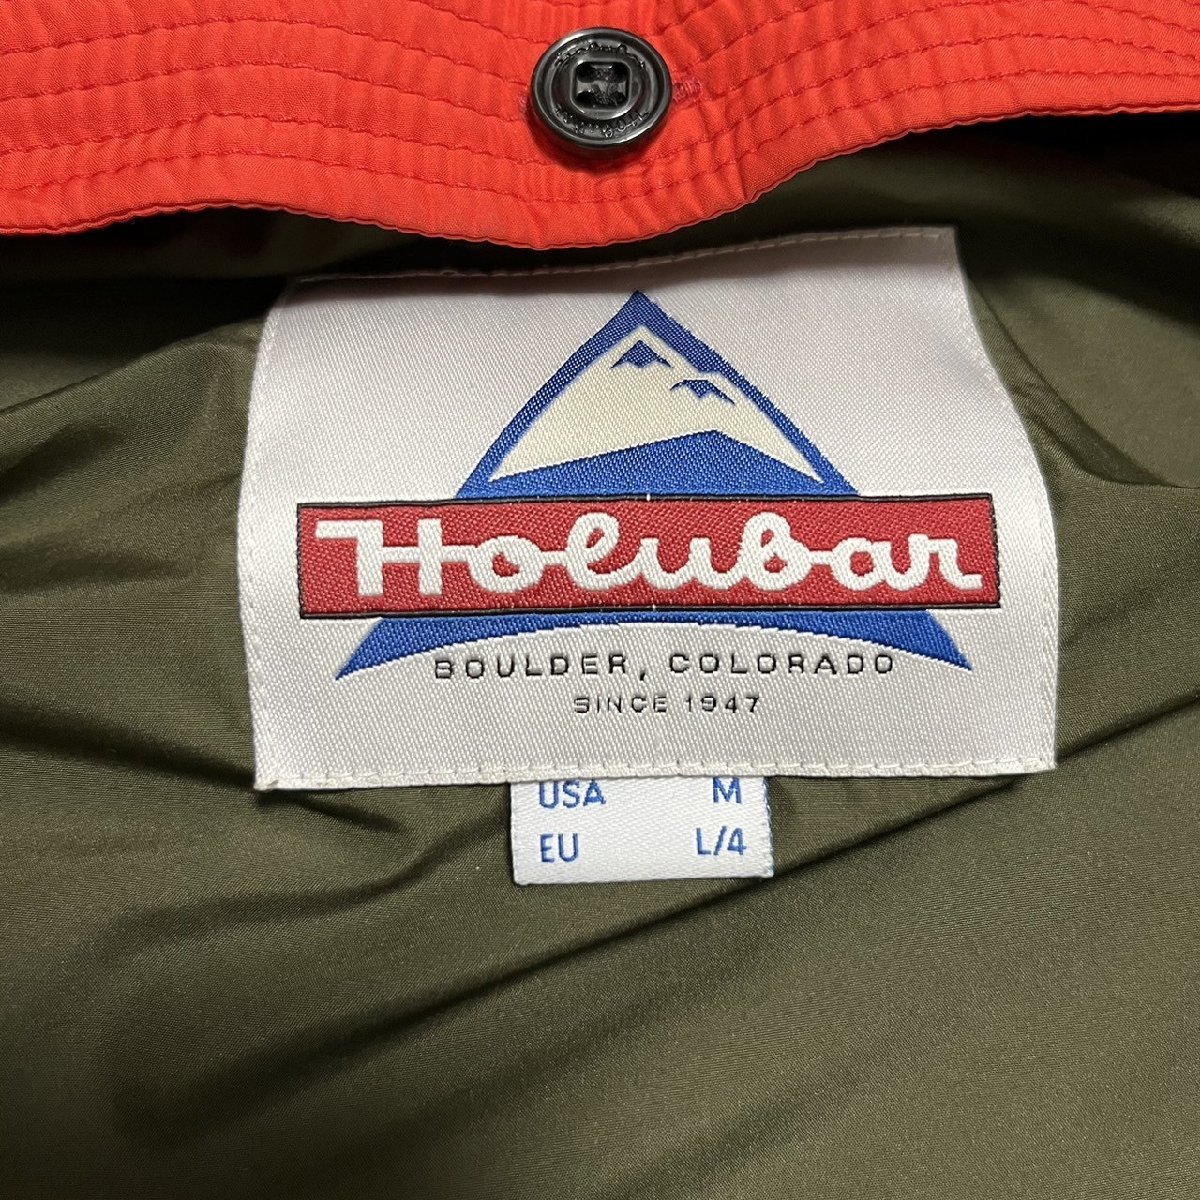 Holubar
BOULDER, COLORADO
SINCE 1947
USA M
EU L/4